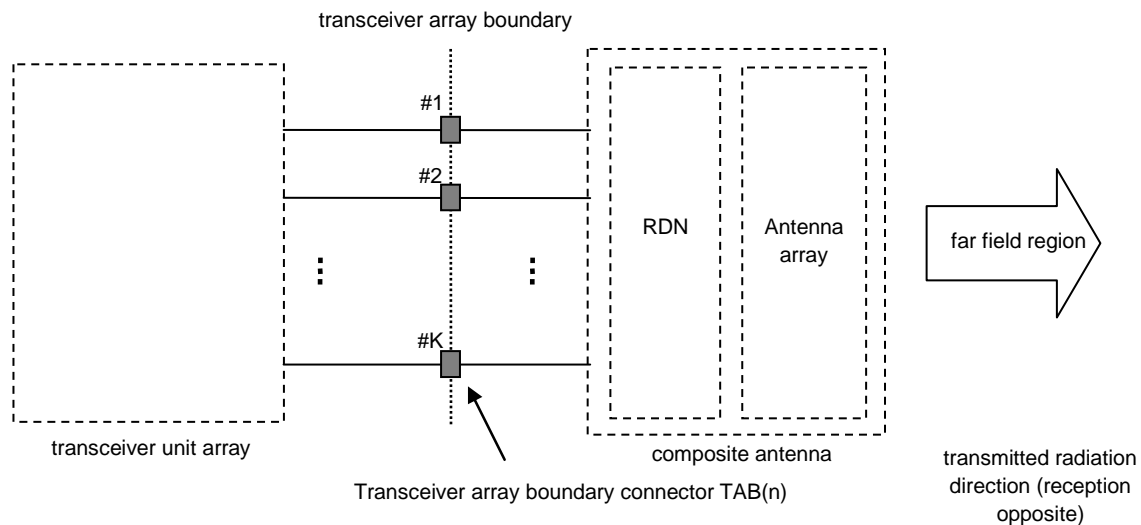 transceiver array boundary
#1
#2
RDN
Antenna
array
far field region
#K
transceiver unit array
composite antenna
Transceiver array boundary connector TAB(n)
transmitted radiation
direction (reception
opposite)